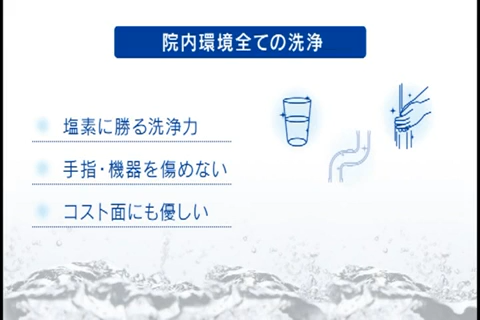 院内環境全ての洗浄
塩素に勝る洗浄力
手指・機器を傷めない
コスト面にも優しい